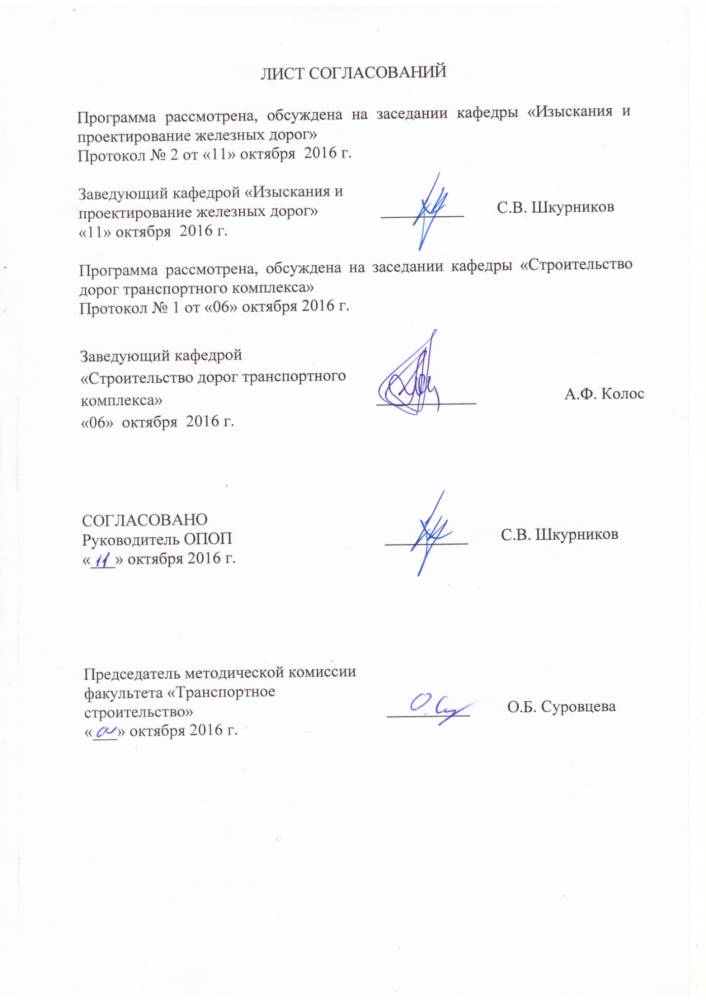 ЛИСТ СОГЛАСОВАНИЙ
Программа рассмотрена, обсуждена на заседании кафедры «Изыскания и
проектирование железных дорог»
Протокол № 2 от «11» октября 2016 г.
Заведующий кафедрой «Изыскания и
проектирование железных дорог» С.В. Шкурников
«11» октября 2016 г.
Программа рассмотрена, обсуждена на заседании кафедры «Строительство
дорог транспортного комплекса»
Протокол № 1 от «06» октября 2016 г.
Заведующий кафедрой
«Строительство дорог транспортного
комплекса» А.Ф. Колос
«06» октября 2016 г.
СОГЛАСОВАНО
Руководитель ОПОП С.В. Шкурников
«11» октября 2016 г.
Председатель методической комиссии
факультета «Транспортное
строительство» О.Б. Суровцева
« » октября 2016 г.